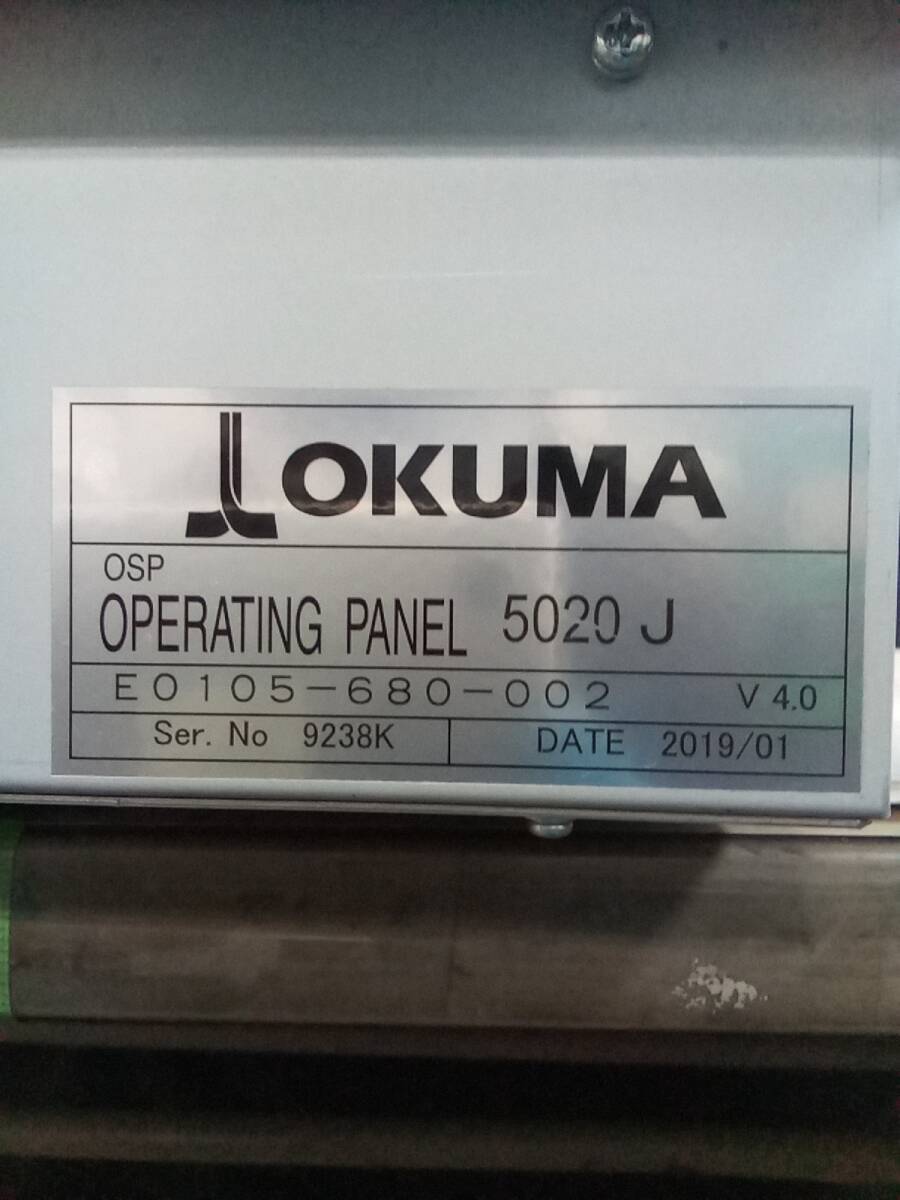 OKUMA
OSP
OPERATING PANEL 5020 J
E0105-680-002 V 4.0
Ser. No 9238K DATE 2019/01